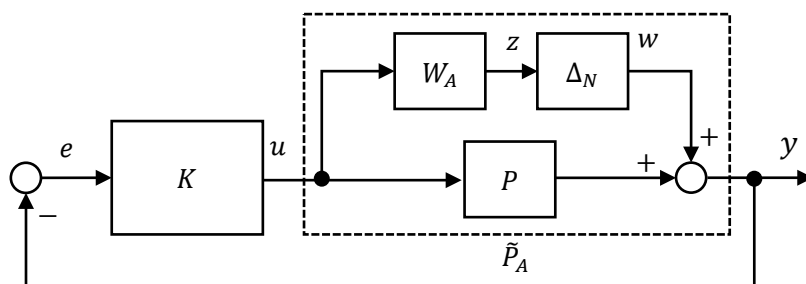 z w
W_A Δ_N
+
e u y
K P +
−
P̃_A